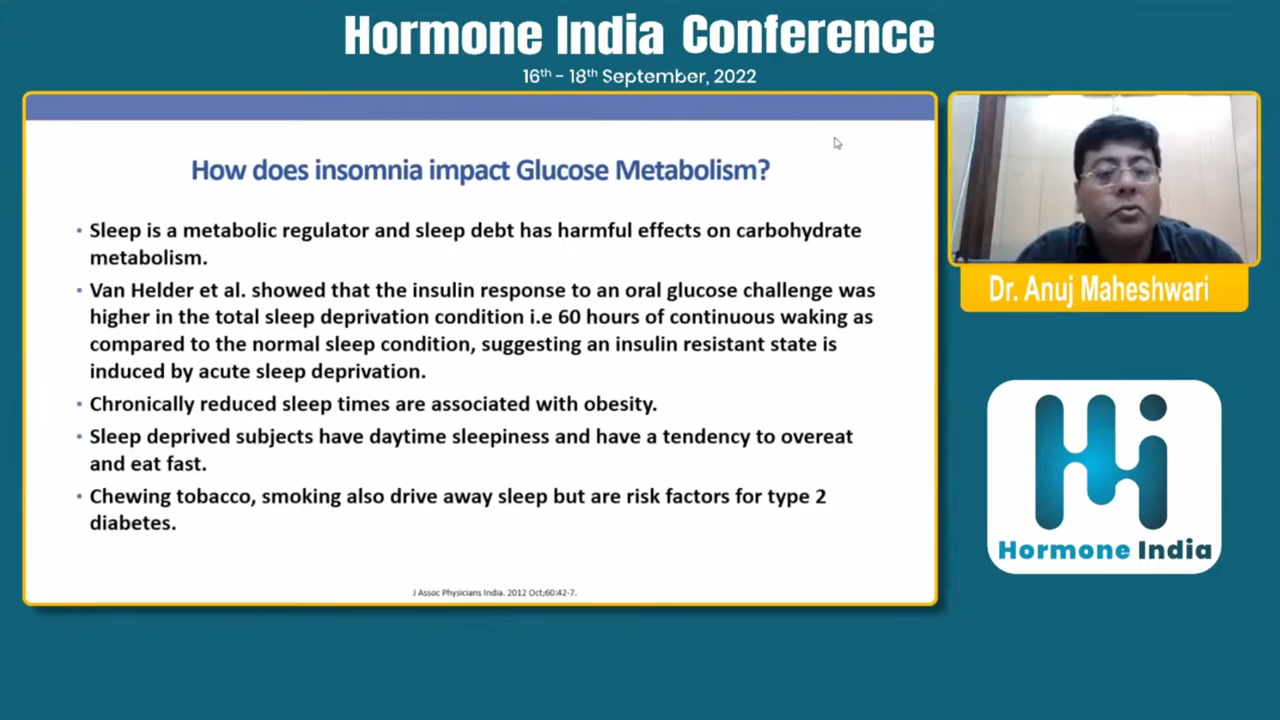 Hormone India Conference
16th - 18th September, 2022
How does insomnia impact Glucose Metabolism?
• Sleep is a metabolic regulator and sleep debt has harmful effects on carbohydrate
metabolism.
• Van Helder et al. showed that the insulin response to an oral glucose challenge was
higher in the total sleep deprivation condition i.e 60 hours of continuous waking as
compared to the normal sleep condition, suggesting an insulin resistant state is
induced by acute sleep deprivation.
• Chronically reduced sleep times are associated with obesity.
• Sleep deprived subjects have daytime sleepiness and have a tendency to overeat
and eat fast.
• Chewing tobacco, smoking also drive away sleep but are risk factors for type 2
diabetes.
J Assoc Physicians India. 2012 Oct;60:42-7.
Dr. Anuj Maheshwari
Hi
Hormone India